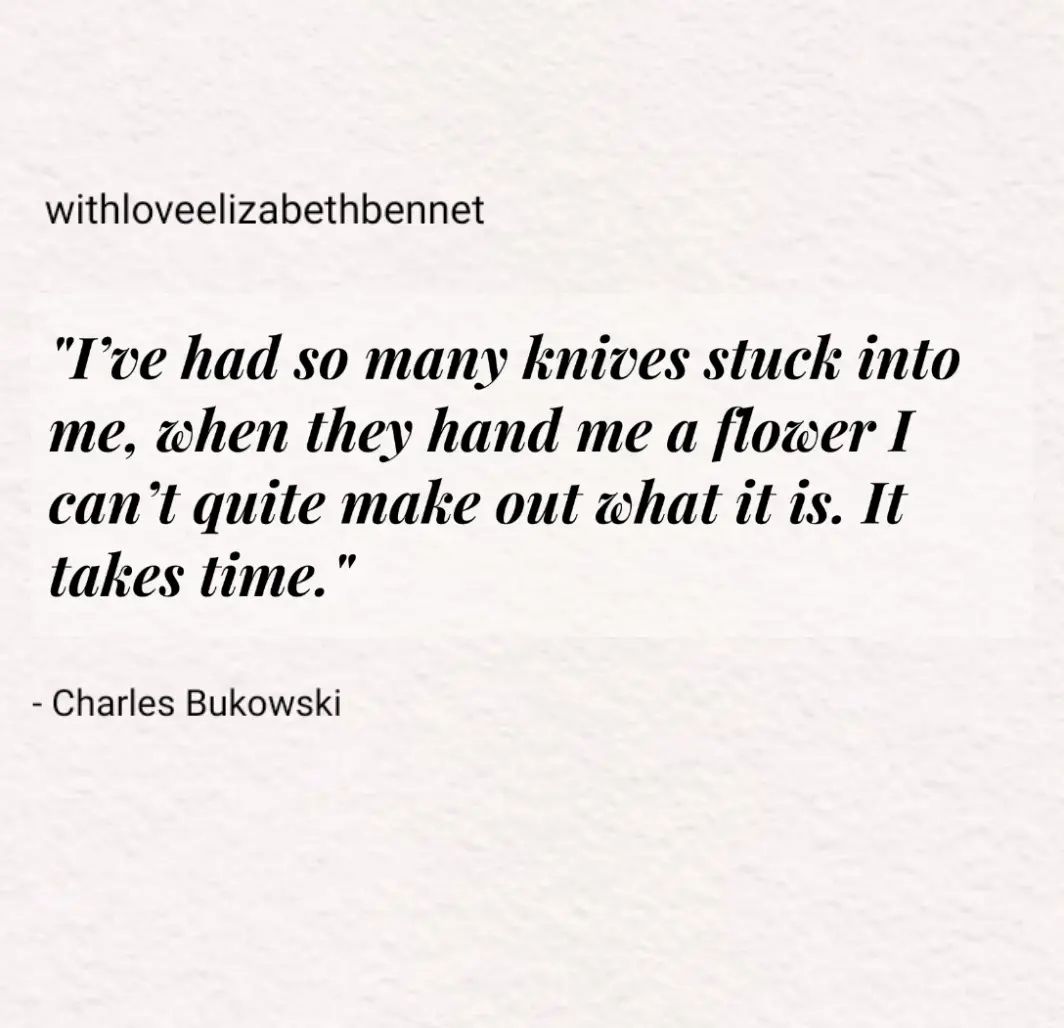 withloveelizabethbennet
"I’ve had so many knives stuck into
me, when they hand me a flower I
can’t quite make out what it is. It
takes time."
- Charles Bukowski